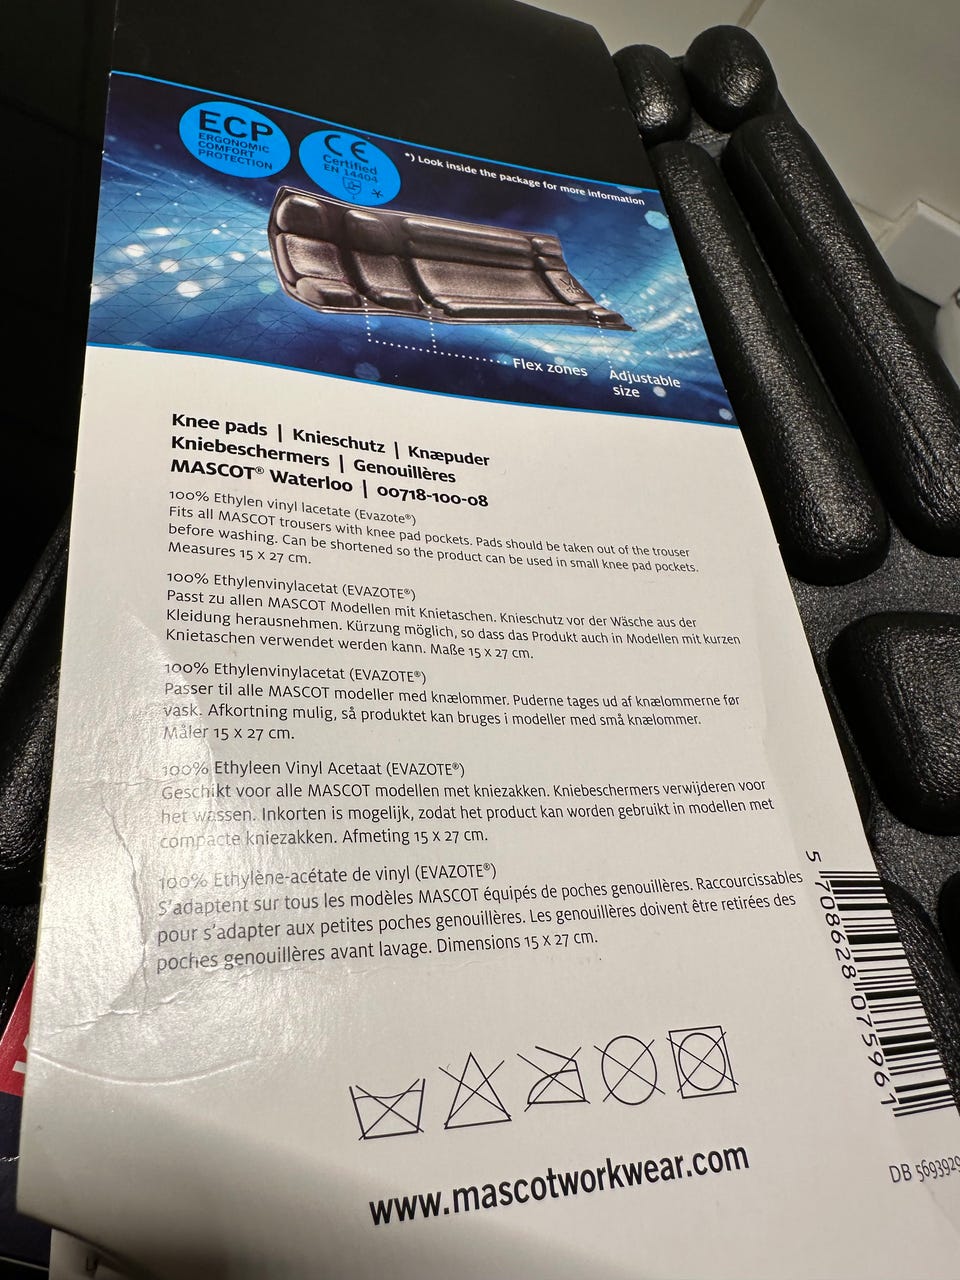 ECP
ERGONOMIC
COMFORT
PROTECTION
CE
Certified
EN 14404
*
*) Look inside the package for more information
Flex zones
Adjustable
size
Knee pads | Knieschutz | Knæpuder
Kniebeschermers | Genouillères
MASCOT® Waterloo | 00718-100-08
100% Ethylen vinyl lacetate (Evazote®)
Fits all MASCOT trousers with knee pad pockets. Pads should be taken out of the trouser
before washing. Can be shortened so the product can be used in small knee pad pockets.
Measures 15 x 27 cm.
100% Ethylenvinylacetat (EVAZOTE®)
Passt zu allen MASCOT Modellen mit Knietaschen. Knieschutz vor der Wäsche aus der
Kleidung herausnehmen. Kürzung möglich, so dass das Produkt auch in Modellen mit kurzen
Knietaschen verwendet werden kann. Maße 15 x 27 cm.
100% Ethylenvinylacetat (EVAZOTE®)
Passer til alle MASCOT modeller med knælommer. Puderne tages ud af knælommerne før
vask. Afkortning mulig, så produktet kan bruges i modeller med små knælommer.
Måler 15 x 27 cm.
100% Ethyleen Vinyl Acetaat (EVAZOTE®)
Geschikt voor alle MASCOT modellen met kniezakken. Kniebeschermers verwijderen voor
het wassen. Inkorten is mogelijk, zodat het product kan worden gebruikt in modellen met
compacte kniezakken. Afmeting 15 x 27 cm.
100% Ethylène-acétate de vinyl (EVAZOTE®)
S'adaptent sur tous les modèles MASCOT équipés de poches genouillères. Raccourcissables
pour s'adapter aux petites poches genouillères. Les genouillères doivent être retirées des
poches genouillères avant lavage. Dimensions 15 x 27 cm.
5 708628 075961
www.mascotworkwear.com
DB 5693929